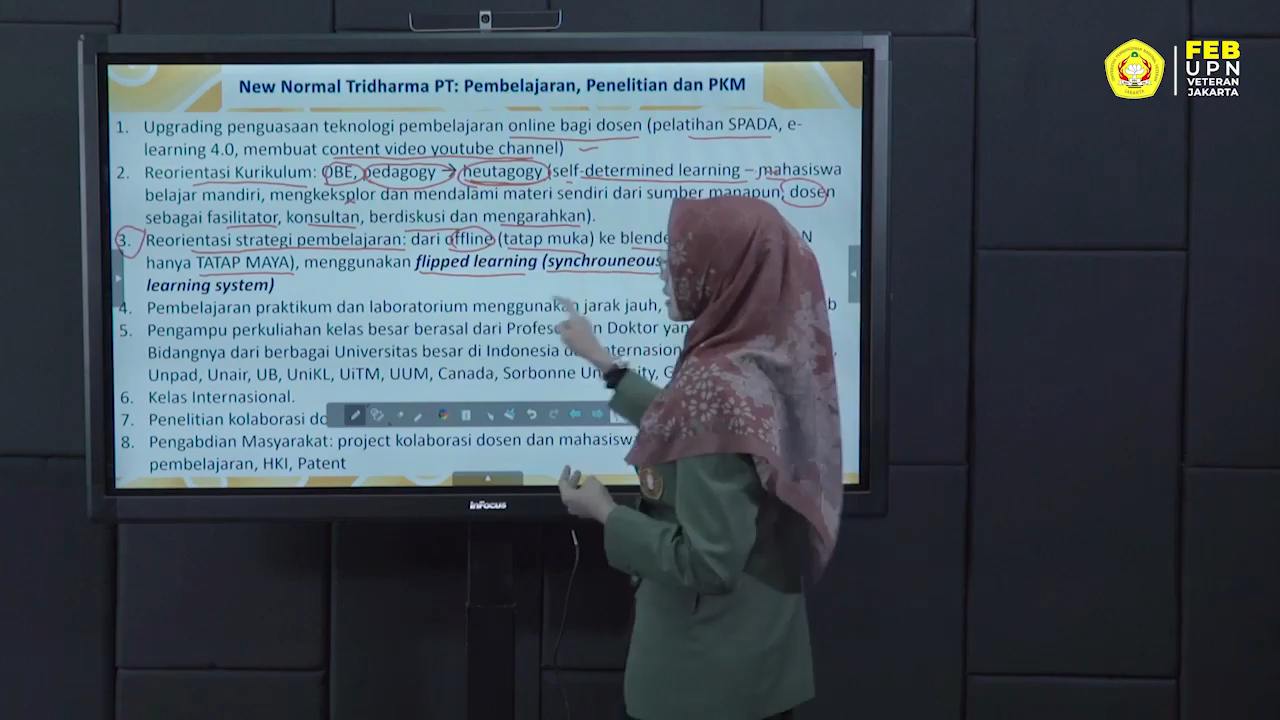 FEB
UPN
VETERAN
JAKARTA
New Normal Tridharma PT: Pembelajaran, Penelitian dan PKM
1. Upgrading penguasaan teknologi pembelajaran online bagi dosen (pelatihan SPADA, e-
learning 4.0, membuat content video youtube channel)
2. Reorientasi Kurikulum: OBE, pedagogy → heutagogy (self-determined learning – mahasiswa
belajar mandiri, mengkeksplor dan mendalami materi sendiri dari sumber manapun, dosen
sebagai fasilitator, konsultan, berdiskusi dan mengarahkan).
3. Reorientasi strategi pembelajaran: dari offline (tatap muka) ke blende N
hanya TATAP MAYA), menggunakan flipped learning (synchrouneous
learning system)
4. Pembelajaran praktikum dan laboratorium menggunakan jarak jauh, b
5. Pengampu perkuliahan kelas besar berasal dari Doktor
Bidangnya dari berbagai Universitas besar di Indonesia
Unpad, Unair, UB, UniKL, UiTM, UUM, Canada, Sorbonne
6. Kelas Internasional.
7. Penelitian kolaborasi
8. Pengabdian Masyarakat: project kolaborasi dosen dan
pembelajaran, HKI, Patent
InFocus